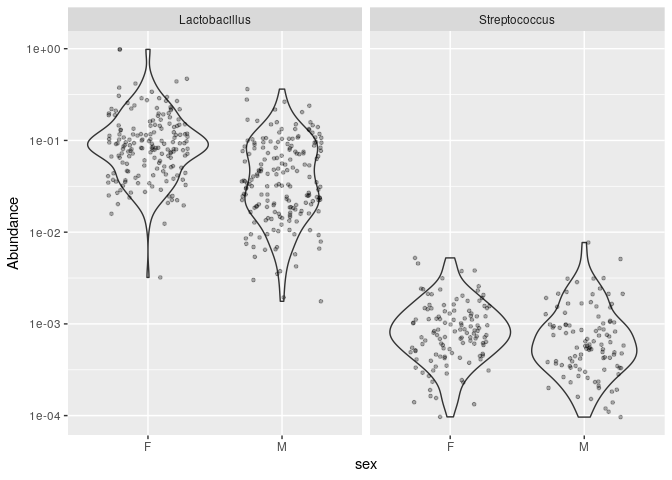 Lactobacillus
Streptococcus
Abundance
1e+00
1e-01
1e-02
1e-03
1e-04
F
M
F
M
sex